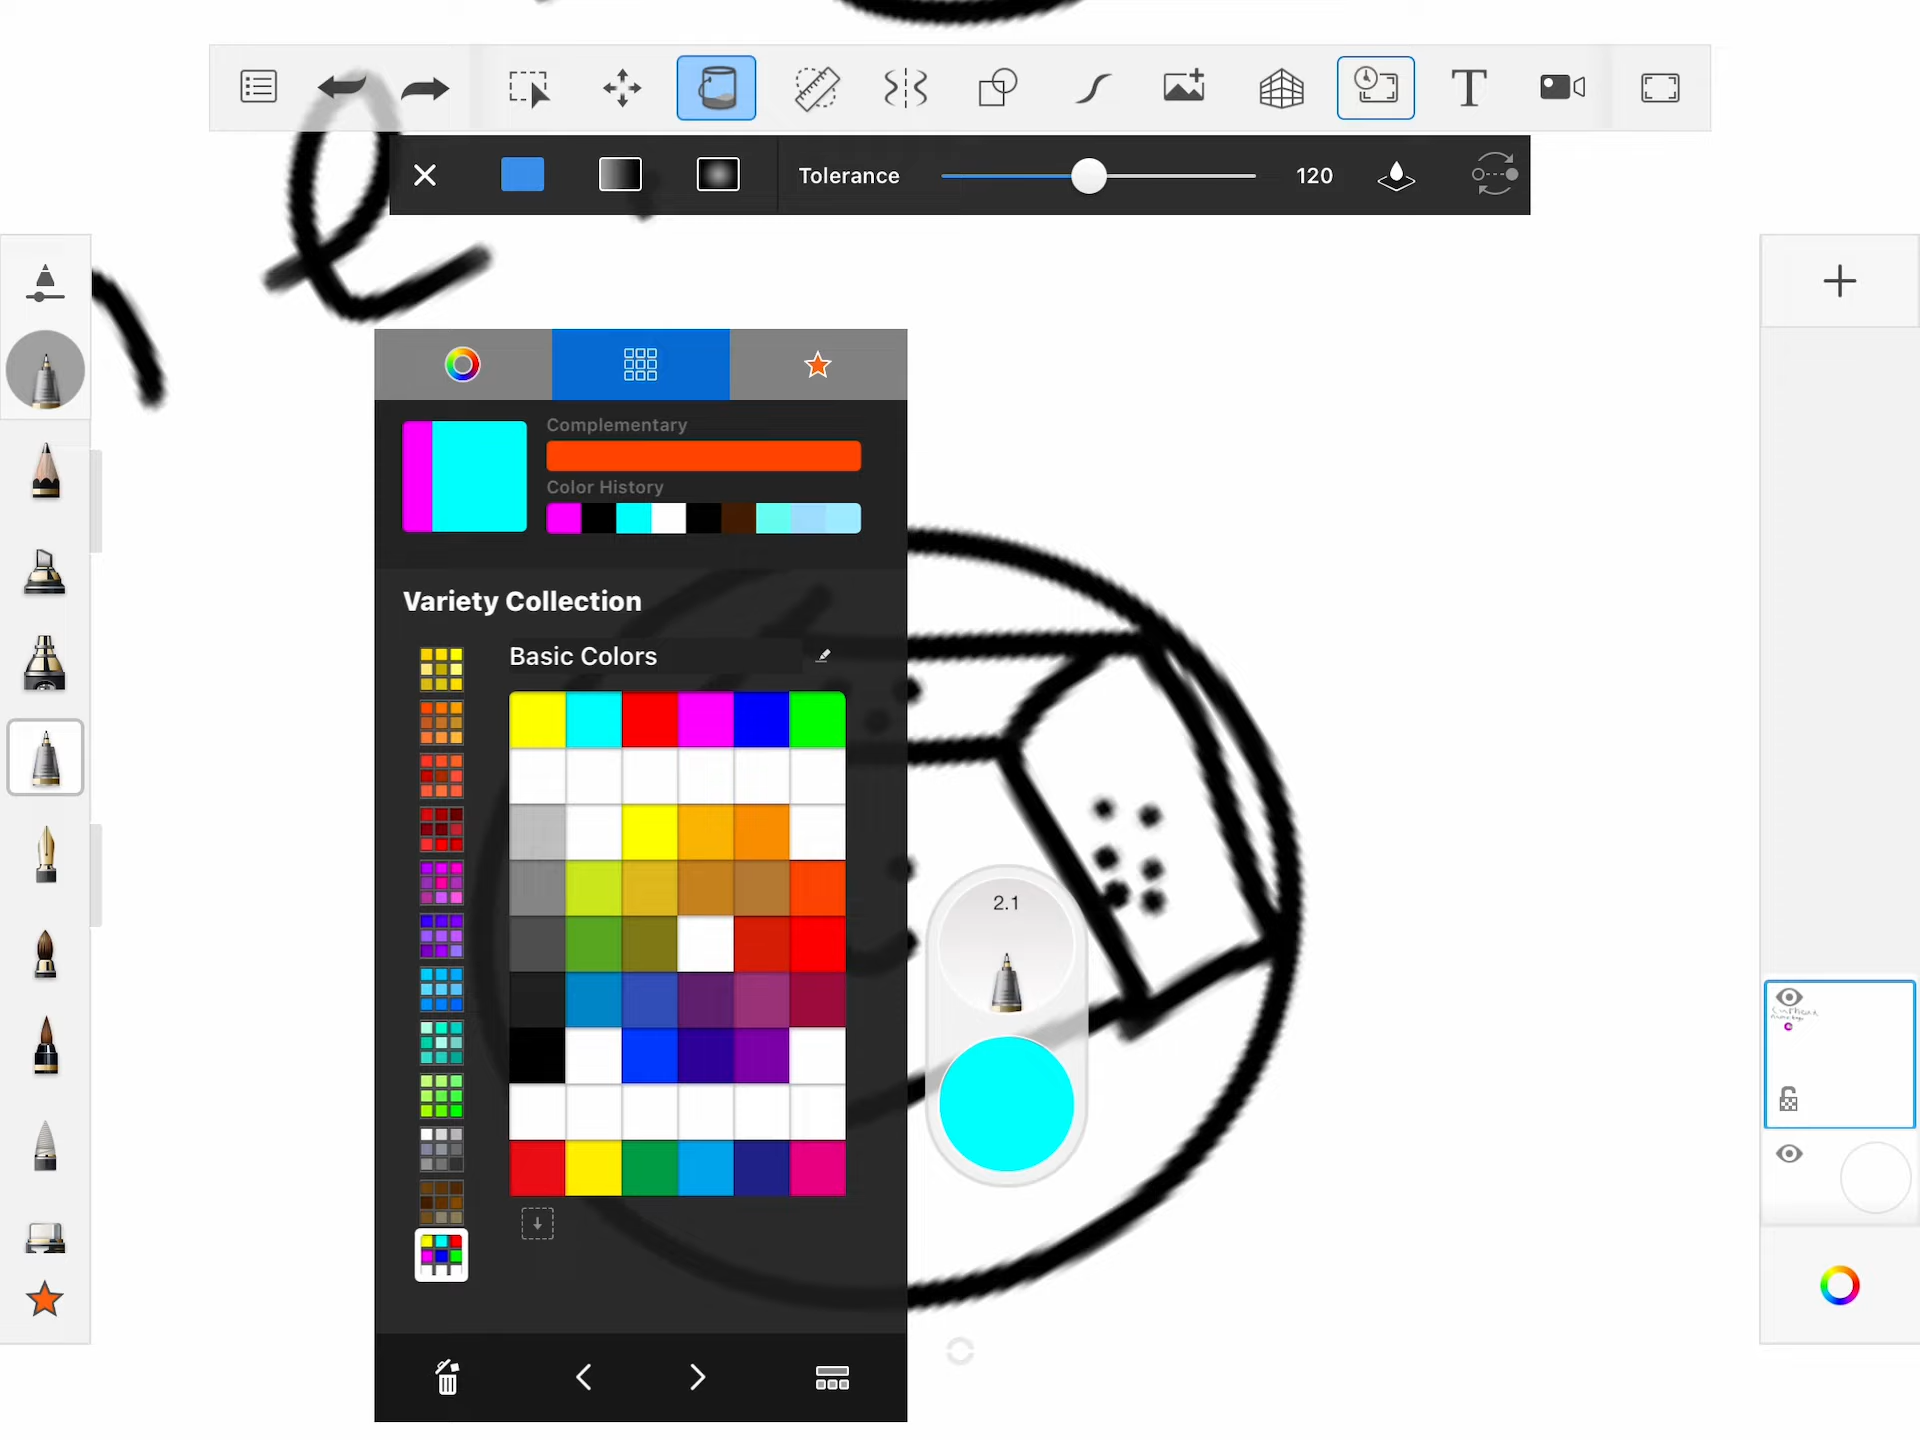 Tolerance 120
Complementary
Color History
Variety Collection
Basic Colors
2.1